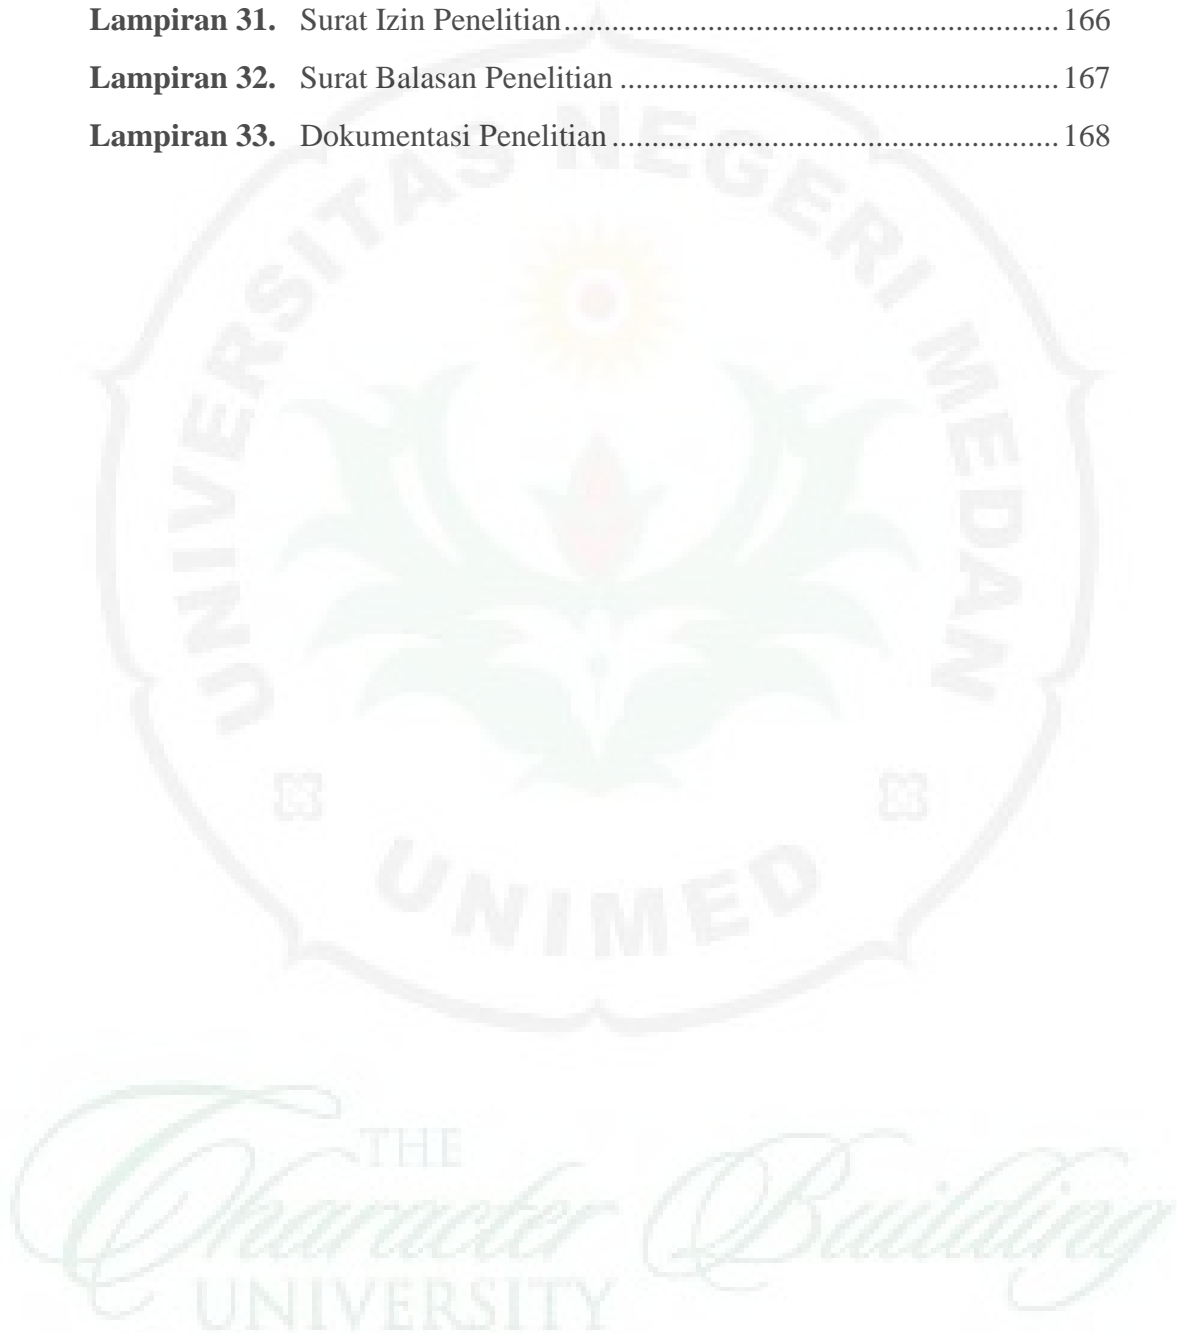 Lampiran 31. Surat Izin Penelitian.............................................................. 166
Lampiran 32. Surat Balasan Penelitian ....................................................... 167
Lampiran 33. Dokumentasi Penelitian ........................................................ 168
UNIVERSITAS NEGERI MEDAN
UNIMED
THE
Character Building
UNIVERSITY